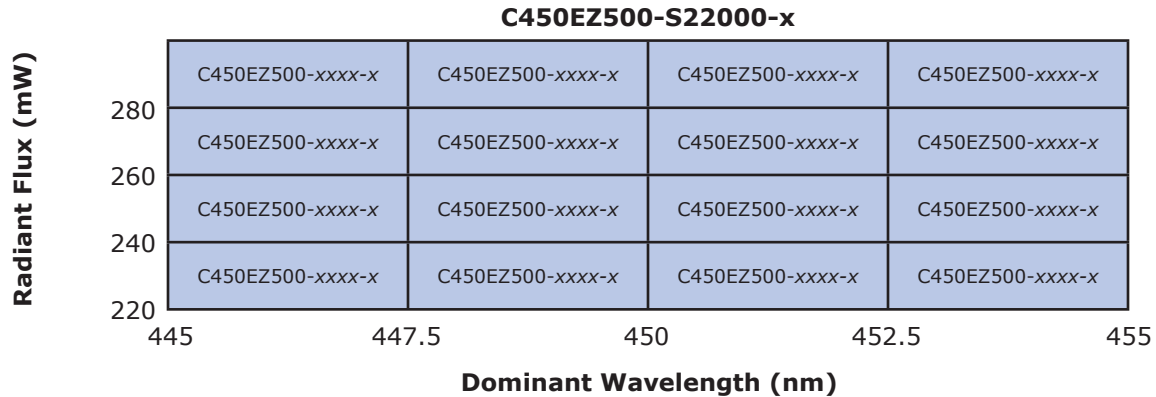 C450EZ500-S22000-x
Radiant Flux (mW)
C450EZ500-xxxx-x C450EZ500-xxxx-x C450EZ500-xxxx-x C450EZ500-xxxx-x
280
C450EZ500-xxxx-x C450EZ500-xxxx-x C450EZ500-xxxx-x C450EZ500-xxxx-x
260
C450EZ500-xxxx-x C450EZ500-xxxx-x C450EZ500-xxxx-x C450EZ500-xxxx-x
240
C450EZ500-xxxx-x C450EZ500-xxxx-x C450EZ500-xxxx-x C450EZ500-xxxx-x
220
445 447.5 450 452.5 455
Dominant Wavelength (nm)